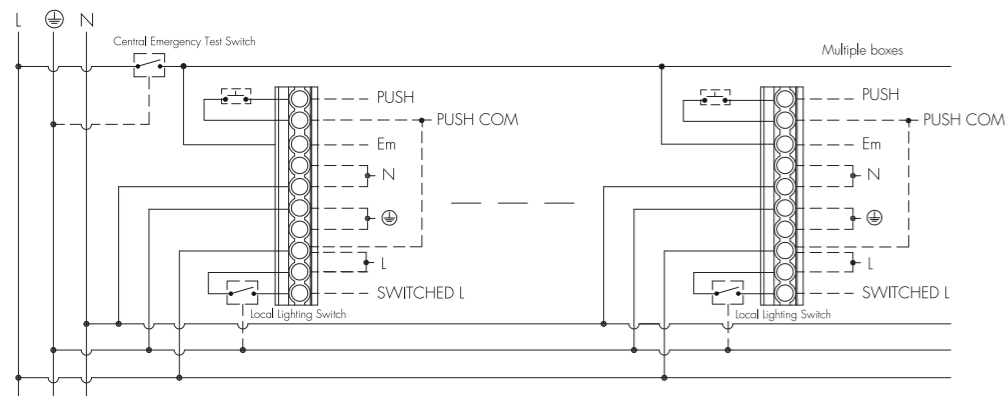 L N
Central Emergency Test Switch
Multiple boxes
PUSH
PUSH COM
Em
N
L
SWITCHED L
Local Lighting Switch
PUSH
PUSH COM
Em
N
L
SWITCHED L
Local Lighting Switch